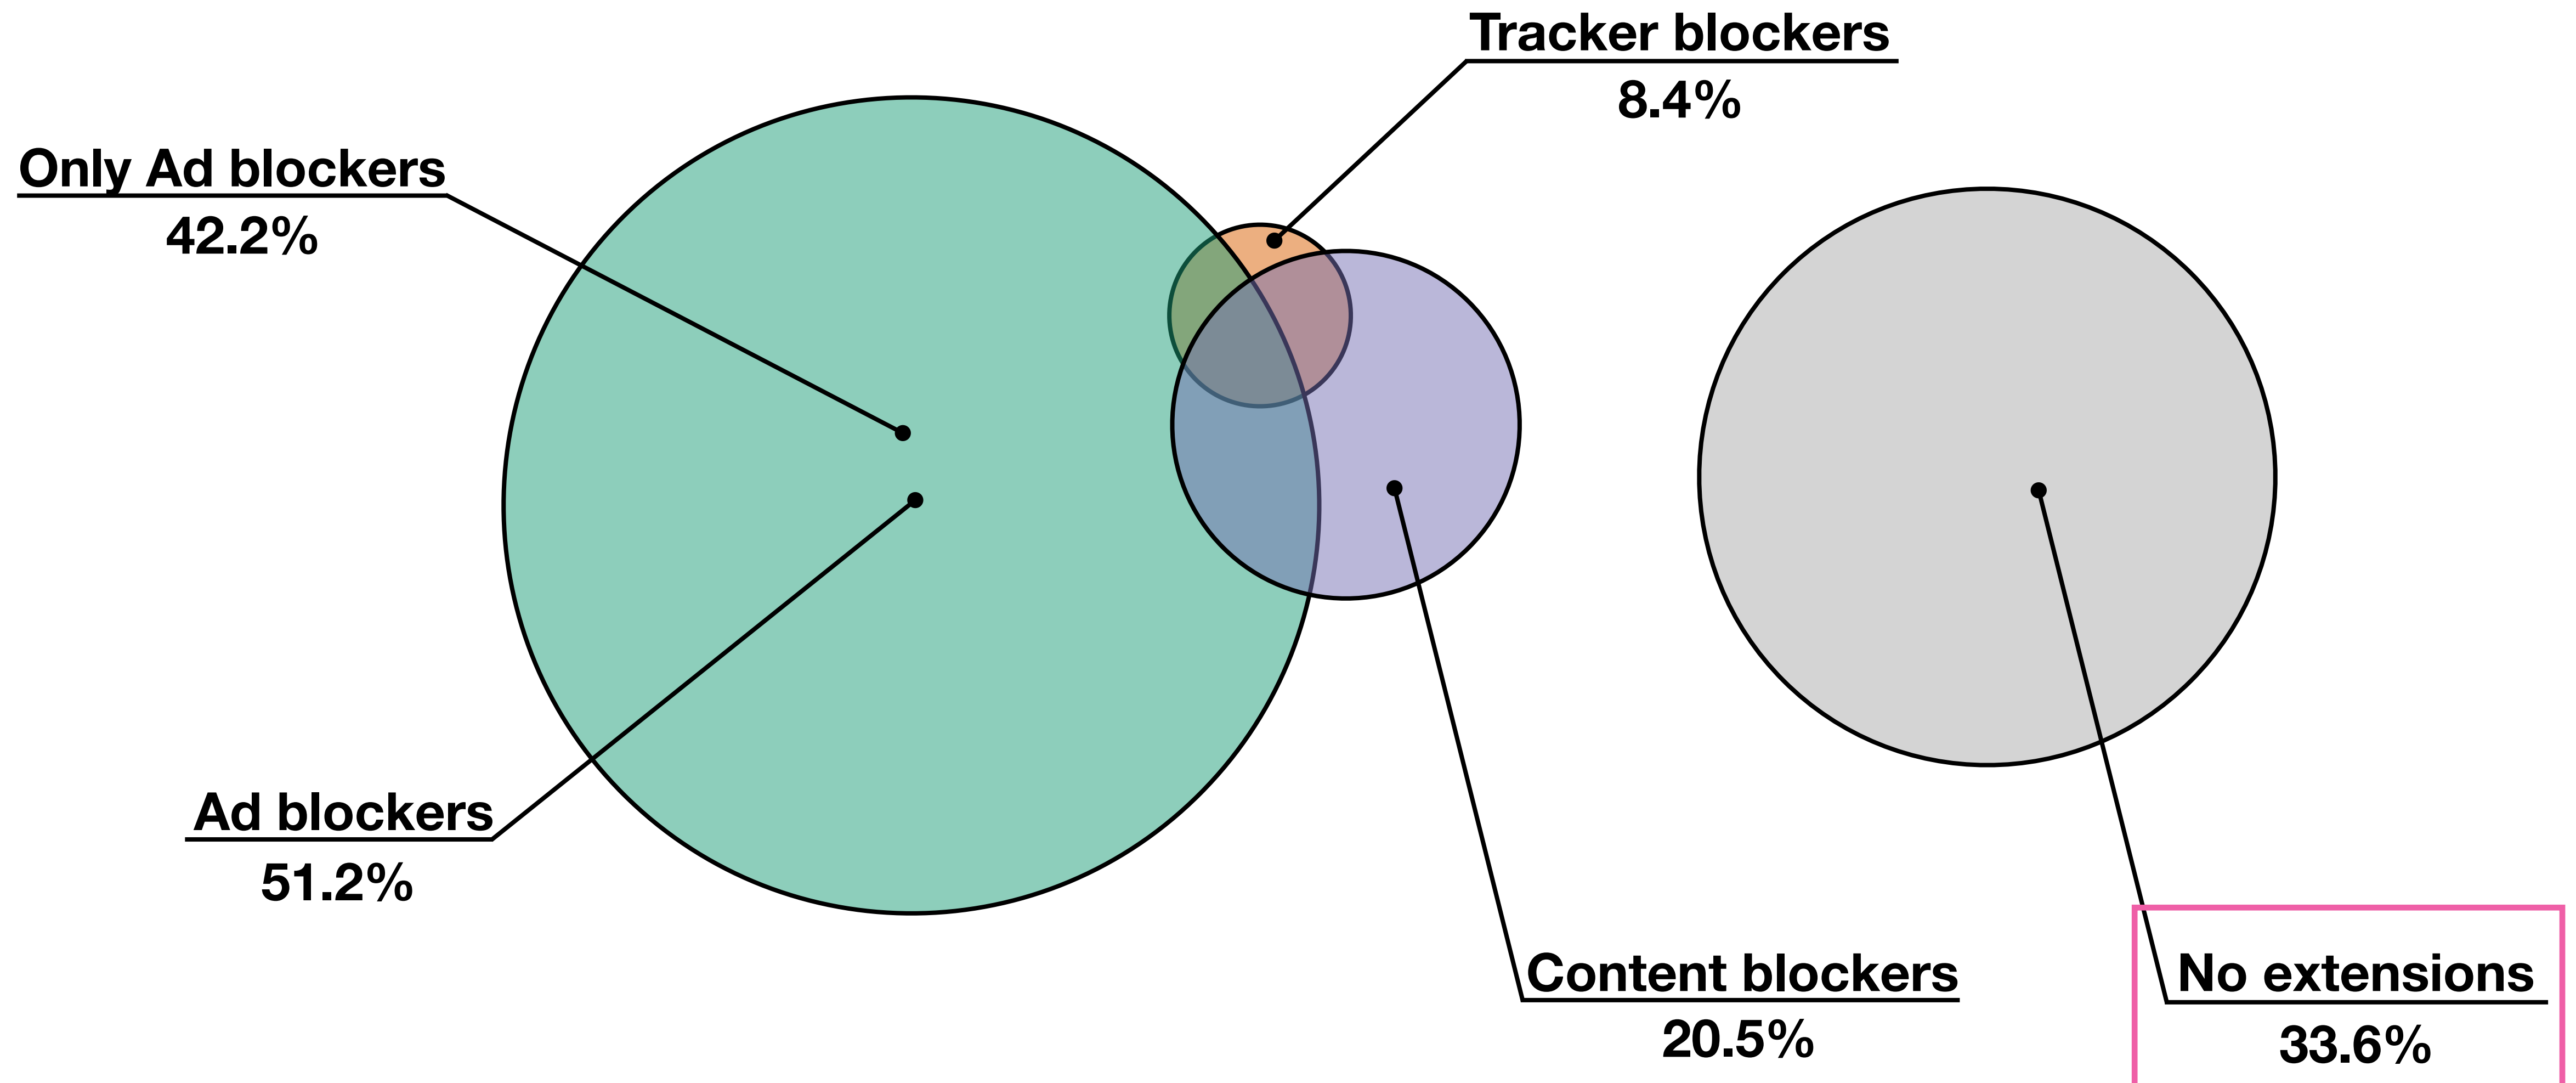 Tracker blockers
8.4%
Only Ad blockers
42.2%
Ad blockers
51.2%
Content blockers
20.5%
No extensions
33.6%